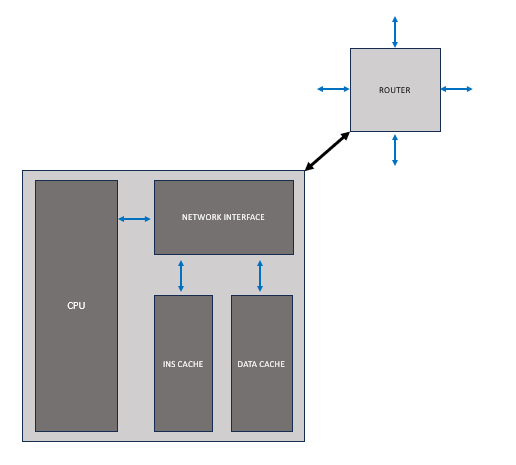 ROUTER
NETWORK INTERFACE
CPU
INS CACHE
DATA CACHE